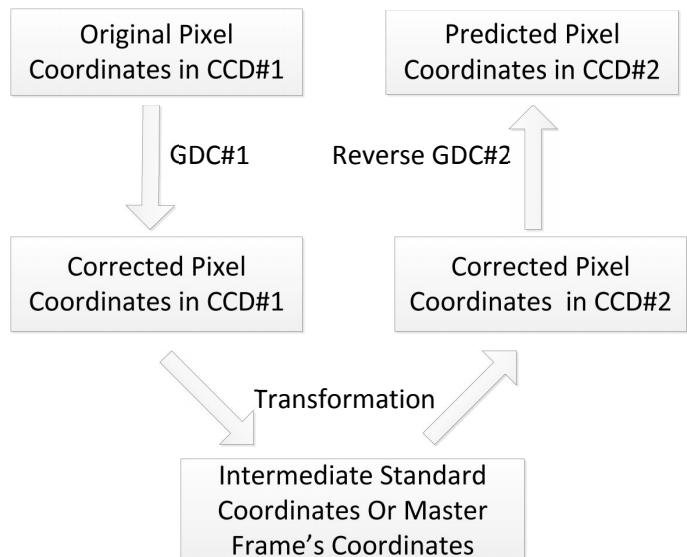 Original Pixel
Coordinates in CCD#1
GDC#1
Corrected Pixel
Coordinates in CCD#1
Transformation
Intermediate Standard
Coordinates Or Master
Frame's Coordinates
Corrected Pixel
Coordinates in CCD#2
Reverse GDC#2
Predicted Pixel
Coordinates in CCD#2